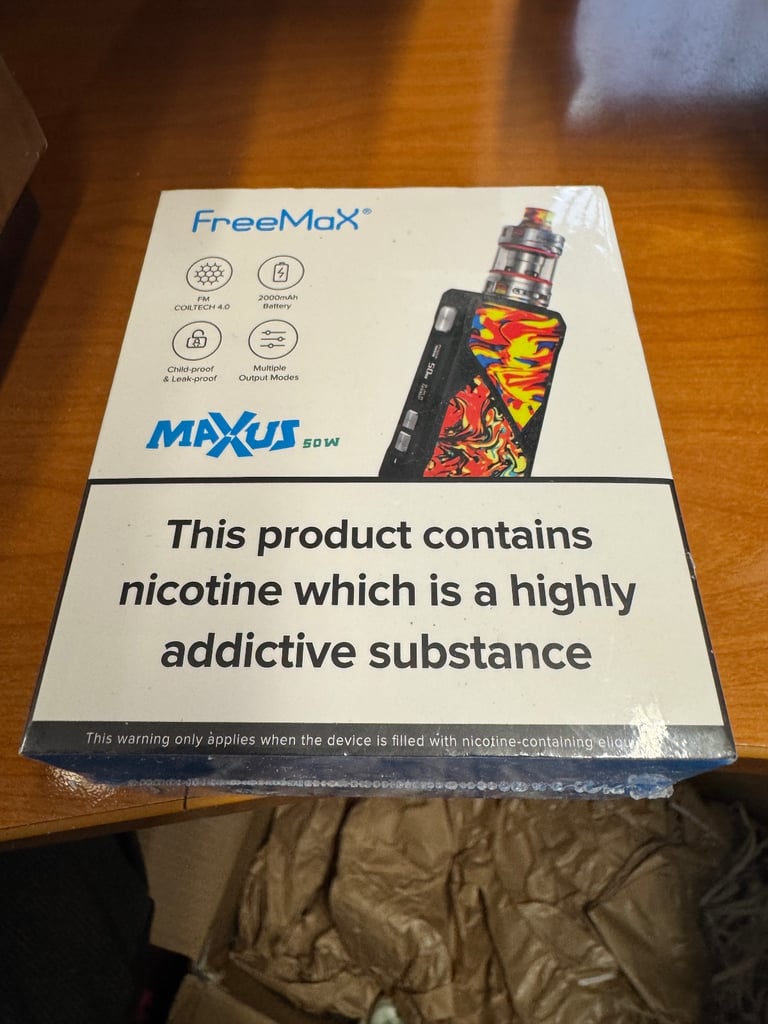 FreeMaX®
FM
COILTECH 4.0
2000mAh
Battery
Child-proof
& Leak-proof
Multiple
Output Modes
MAXUS 50W
This product contains
nicotine which is a highly
addictive substance
This warning only applies when the device is filled with nicotine-containing eliqu